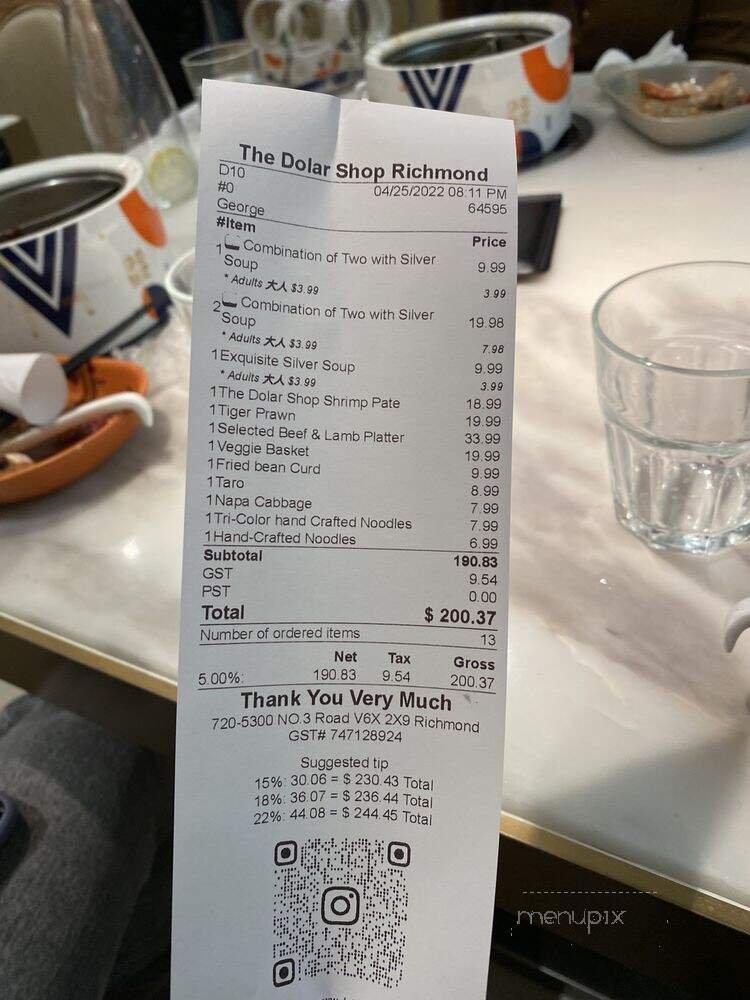 The Dolar Shop Richmond
D10 04/25/2022 08:11 PM
#0 64595
George
#Item Price
1 Combination of Two with Silver
Soup 9.99
* Adults 大人 $3.99 3.99
2 Combination of Two with Silver
Soup 19.98
* Adults 大人 $3.99 7.98
1 Exquisite Silver Soup 9.99
* Adults 大人 $3.99 3.99
1 The Dolar Shop Shrimp Pate 18.99
1 Tiger Prawn 19.99
1 Selected Beef & Lamb Platter 33.99
1 Veggie Basket 19.99
1 Fried bean Curd 9.99
1 Taro 8.99
1 Napa Cabbage 7.99
1 Tri-Color hand Crafted Noodles 7.99
1 Hand-Crafted Noodles 6.99
Subtotal 190.83
GST 9.54
PST 0.00
Total $ 200.37
Number of ordered items 13
Net Tax Gross
5.00%: 190.83 9.54 200.37
Thank You Very Much
720-5300 NO.3 Road V6X 2X9 Richmond
GST# 747128924
Suggested tip
15%: 30.06 = $ 230.43 Total
18%: 36.07 = $ 236.44 Total
22%: 44.08 = $ 244.45 Total
menupix